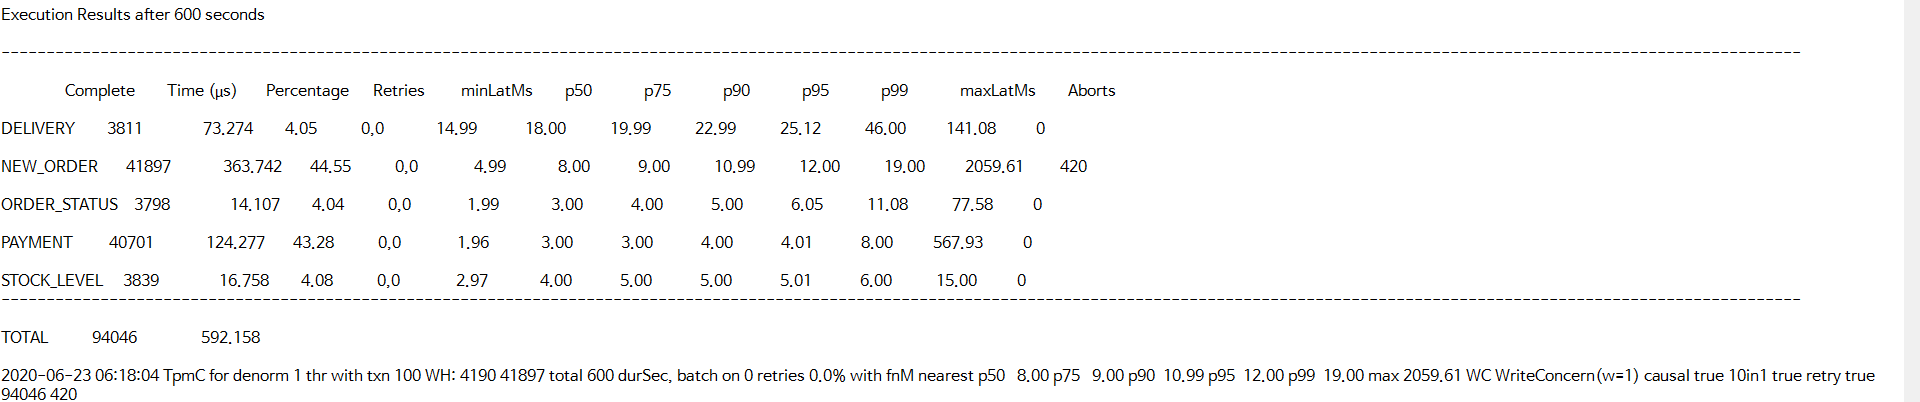 Execution Results after 600 seconds
----------------------------------------------------------------------------------------------------
Complete Time (µs) Percentage Retries minLatMs p50 p75 p90 p95 p99 maxLatMs Aborts
DELIVERY 3811 73.274 4.05 0,0 14.99 18.00 19.99 22.99 25.12 46.00 141.08 0
NEW_ORDER 41897 363.742 44.55 0,0 4.99 8.00 9.00 10.99 12.00 19.00 2059.61 420
ORDER_STATUS 3798 14.107 4.04 0,0 1.99 3.00 4.00 5.00 6.05 11.08 77.58 0
PAYMENT 40701 124.277 43.28 0,0 1.96 3.00 3.00 4.00 4.01 8.00 567.93 0
STOCK_LEVEL 3839 16.758 4.08 0,0 2.97 4.00 5.00 5.00 5.01 6.00 15.00 0
----------------------------------------------------------------------------------------------------
TOTAL 94046 592.158
2020-06-23 06:18:04 TpmC for denorm 1 thr with txn 100 WH: 4190 41897 total 600 durSec, batch on 0 retries 0.0% with fnM nearest p50 8.00 p75 9.00 p90 10.99 p95 12.00 p99 19.00 max 2059.61 WC WriteConcern(w=1) causal true 10in1 true retry true
94046 420